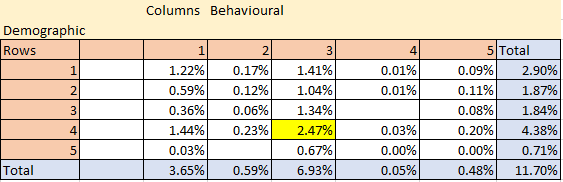 Columns Behavioural
Demographic
Rows 1 2 3 4 5 Total
1 1.22% 0.17% 1.41% 0.01% 0.09% 2.90%
2 0.59% 0.12% 1.04% 0.01% 0.11% 1.87%
3 0.36% 0.06% 1.34% 0.08% 1.84%
4 1.44% 0.23% 2.47% 0.03% 0.20% 4.38%
5 0.03% 0.67% 0.00% 0.00% 0.71%
Total 3.65% 0.59% 6.93% 0.05% 0.48% 11.70%